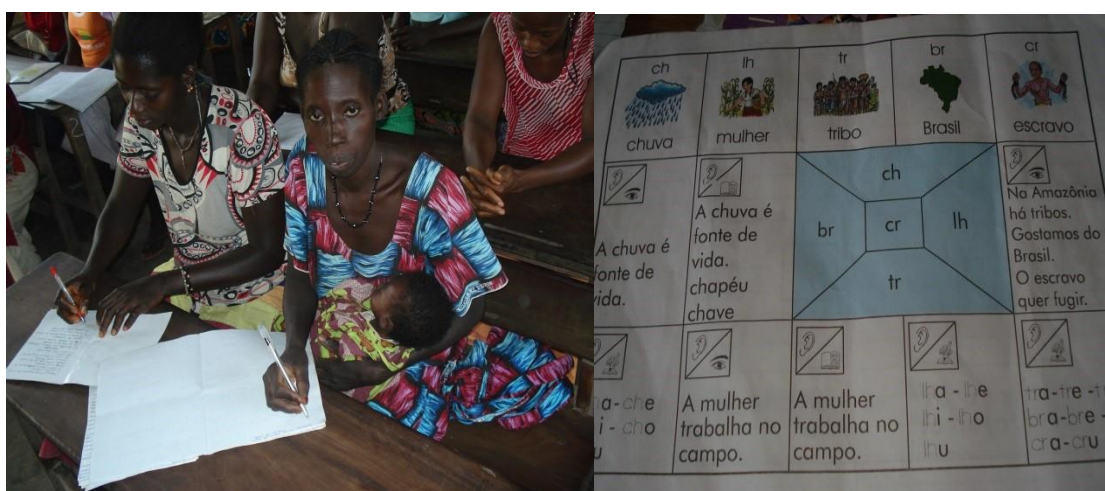 ch
lh
tr
br
cr
chuva
mulher
tribo
Brasil
escravo
A chuva é
fonte de
vida.
A chuva é
fonte de
vida.
chapéu
chave
ch
br
cr
lh
tr
Na Amazônia
há tribos.
Gostamos do
Brasil.
O escravo
quer fugir.
a-che
i - cho
u
A mulher
trabalha no
campo.
A mulher
trabalha no
campo.
lha - lhe
lhi - lho
lhu
tra-tre -t
bra-bre -
cra-cru